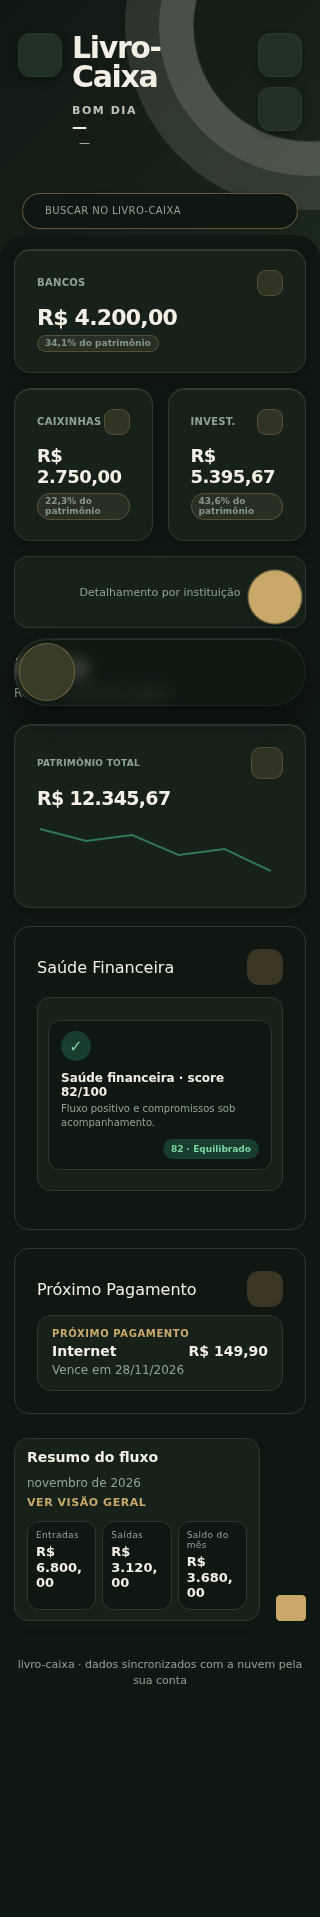 Livro-
Caixa
BOM DIA
—
—
BUSCAR NO LIVRO-CAIXA
BANCOS
R$ 4.200,00
34,1% do patrimônio
CAIXINHAS
R$
2.750,00
22,3% do
patrimônio
INVEST.
R$
5.395,67
43,6% do
patrimônio
Detalhamento por instituição
PATRIMÔNIO TOTAL
R$ 12.345,67
Saúde Financeira
✓
Saúde financeira · score
82/100
Fluxo positivo e compromissos sob
acompanhamento.
82 · Equilibrado
Próximo Pagamento
PRÓXIMO PAGAMENTO
Internet R$ 149,90
Vence em 28/11/2026
Resumo do fluxo
novembro de 2026
VER VISÃO GERAL
Entradas
R$
6.800,
00
Saídas
R$
3.120,
00
Saldo do
mês
R$
3.680,
00
livro-caixa · dados sincronizados com a nuvem pela
sua conta